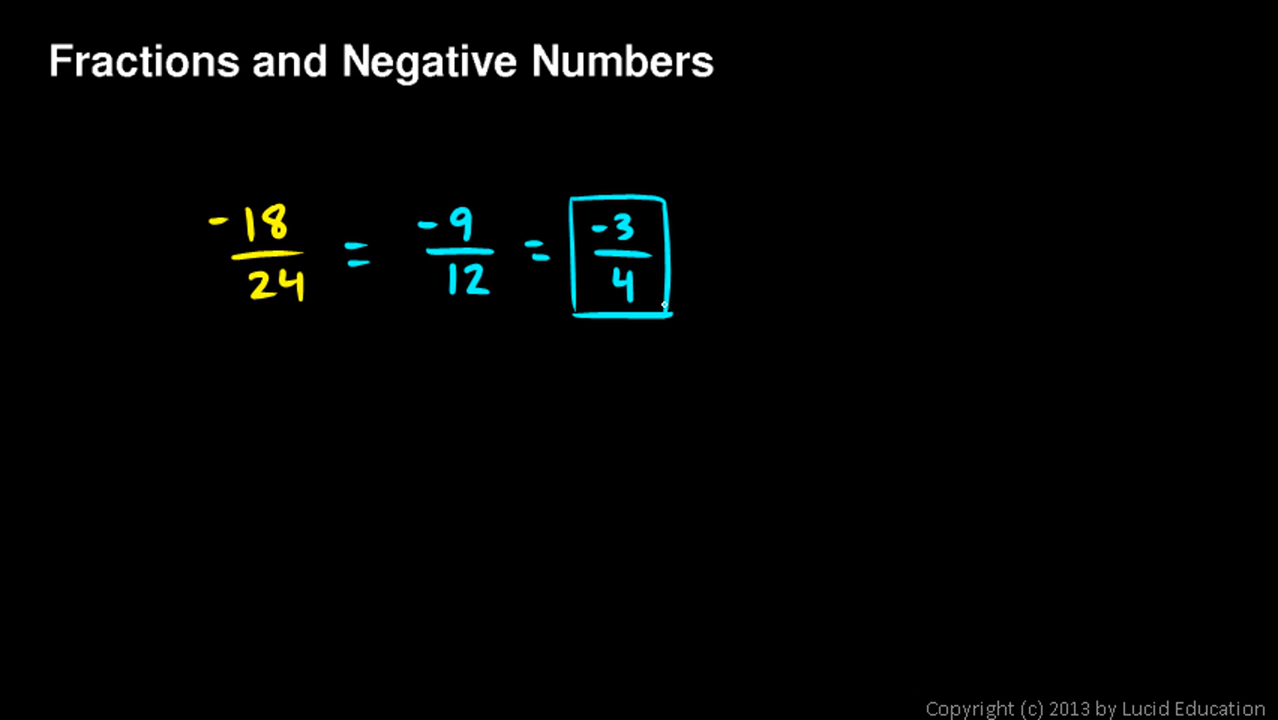 Fractions and Negative Numbers
-18/24 = -9/12 = -3/4
Copyright (c) 2013 by Lucid Education